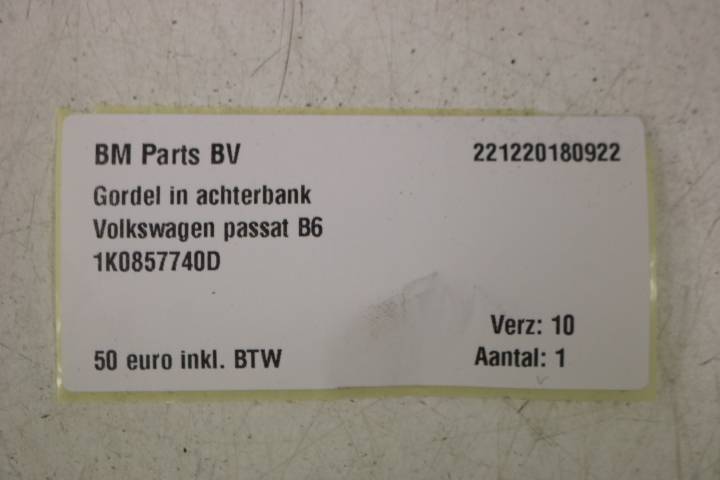 BM Parts BV 221220180922
Gordel in achterbank
Volkswagen passat B6
1K0857740D
Verz: 10
50 euro inkl. BTW Aantal: 1